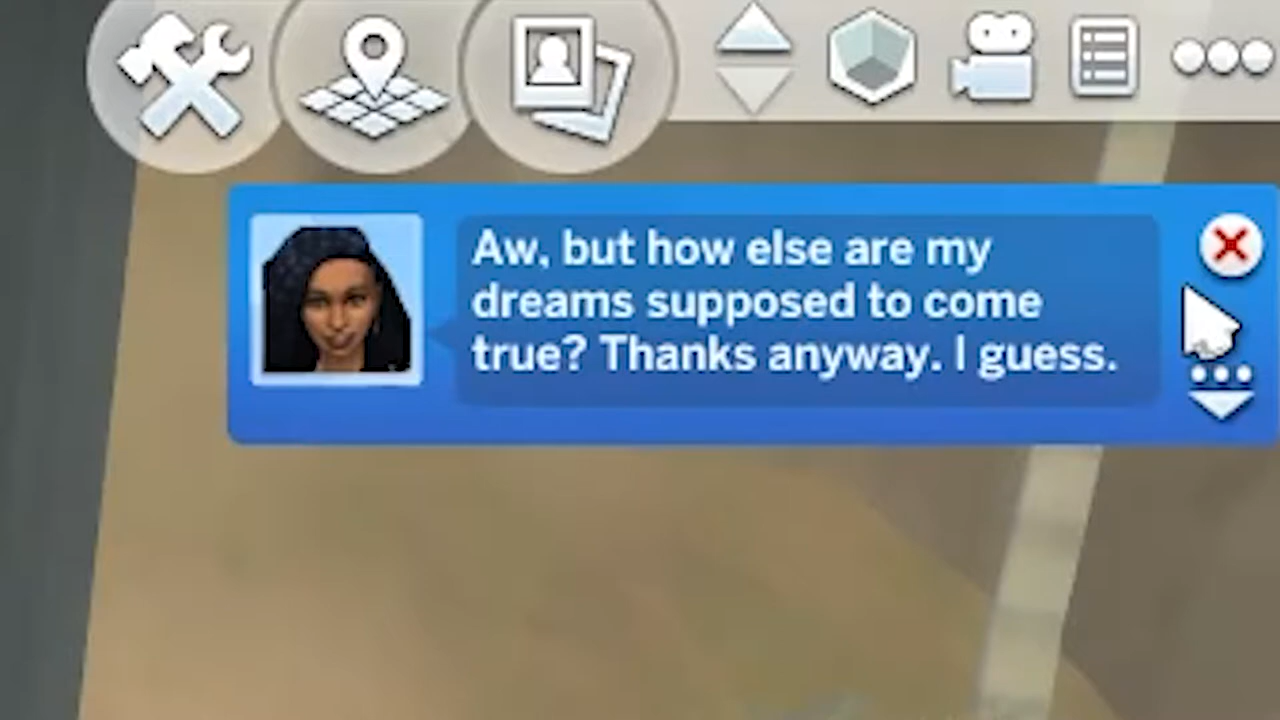 Aw, but how else are my
dreams supposed to come
true? Thanks anyway. I guess.